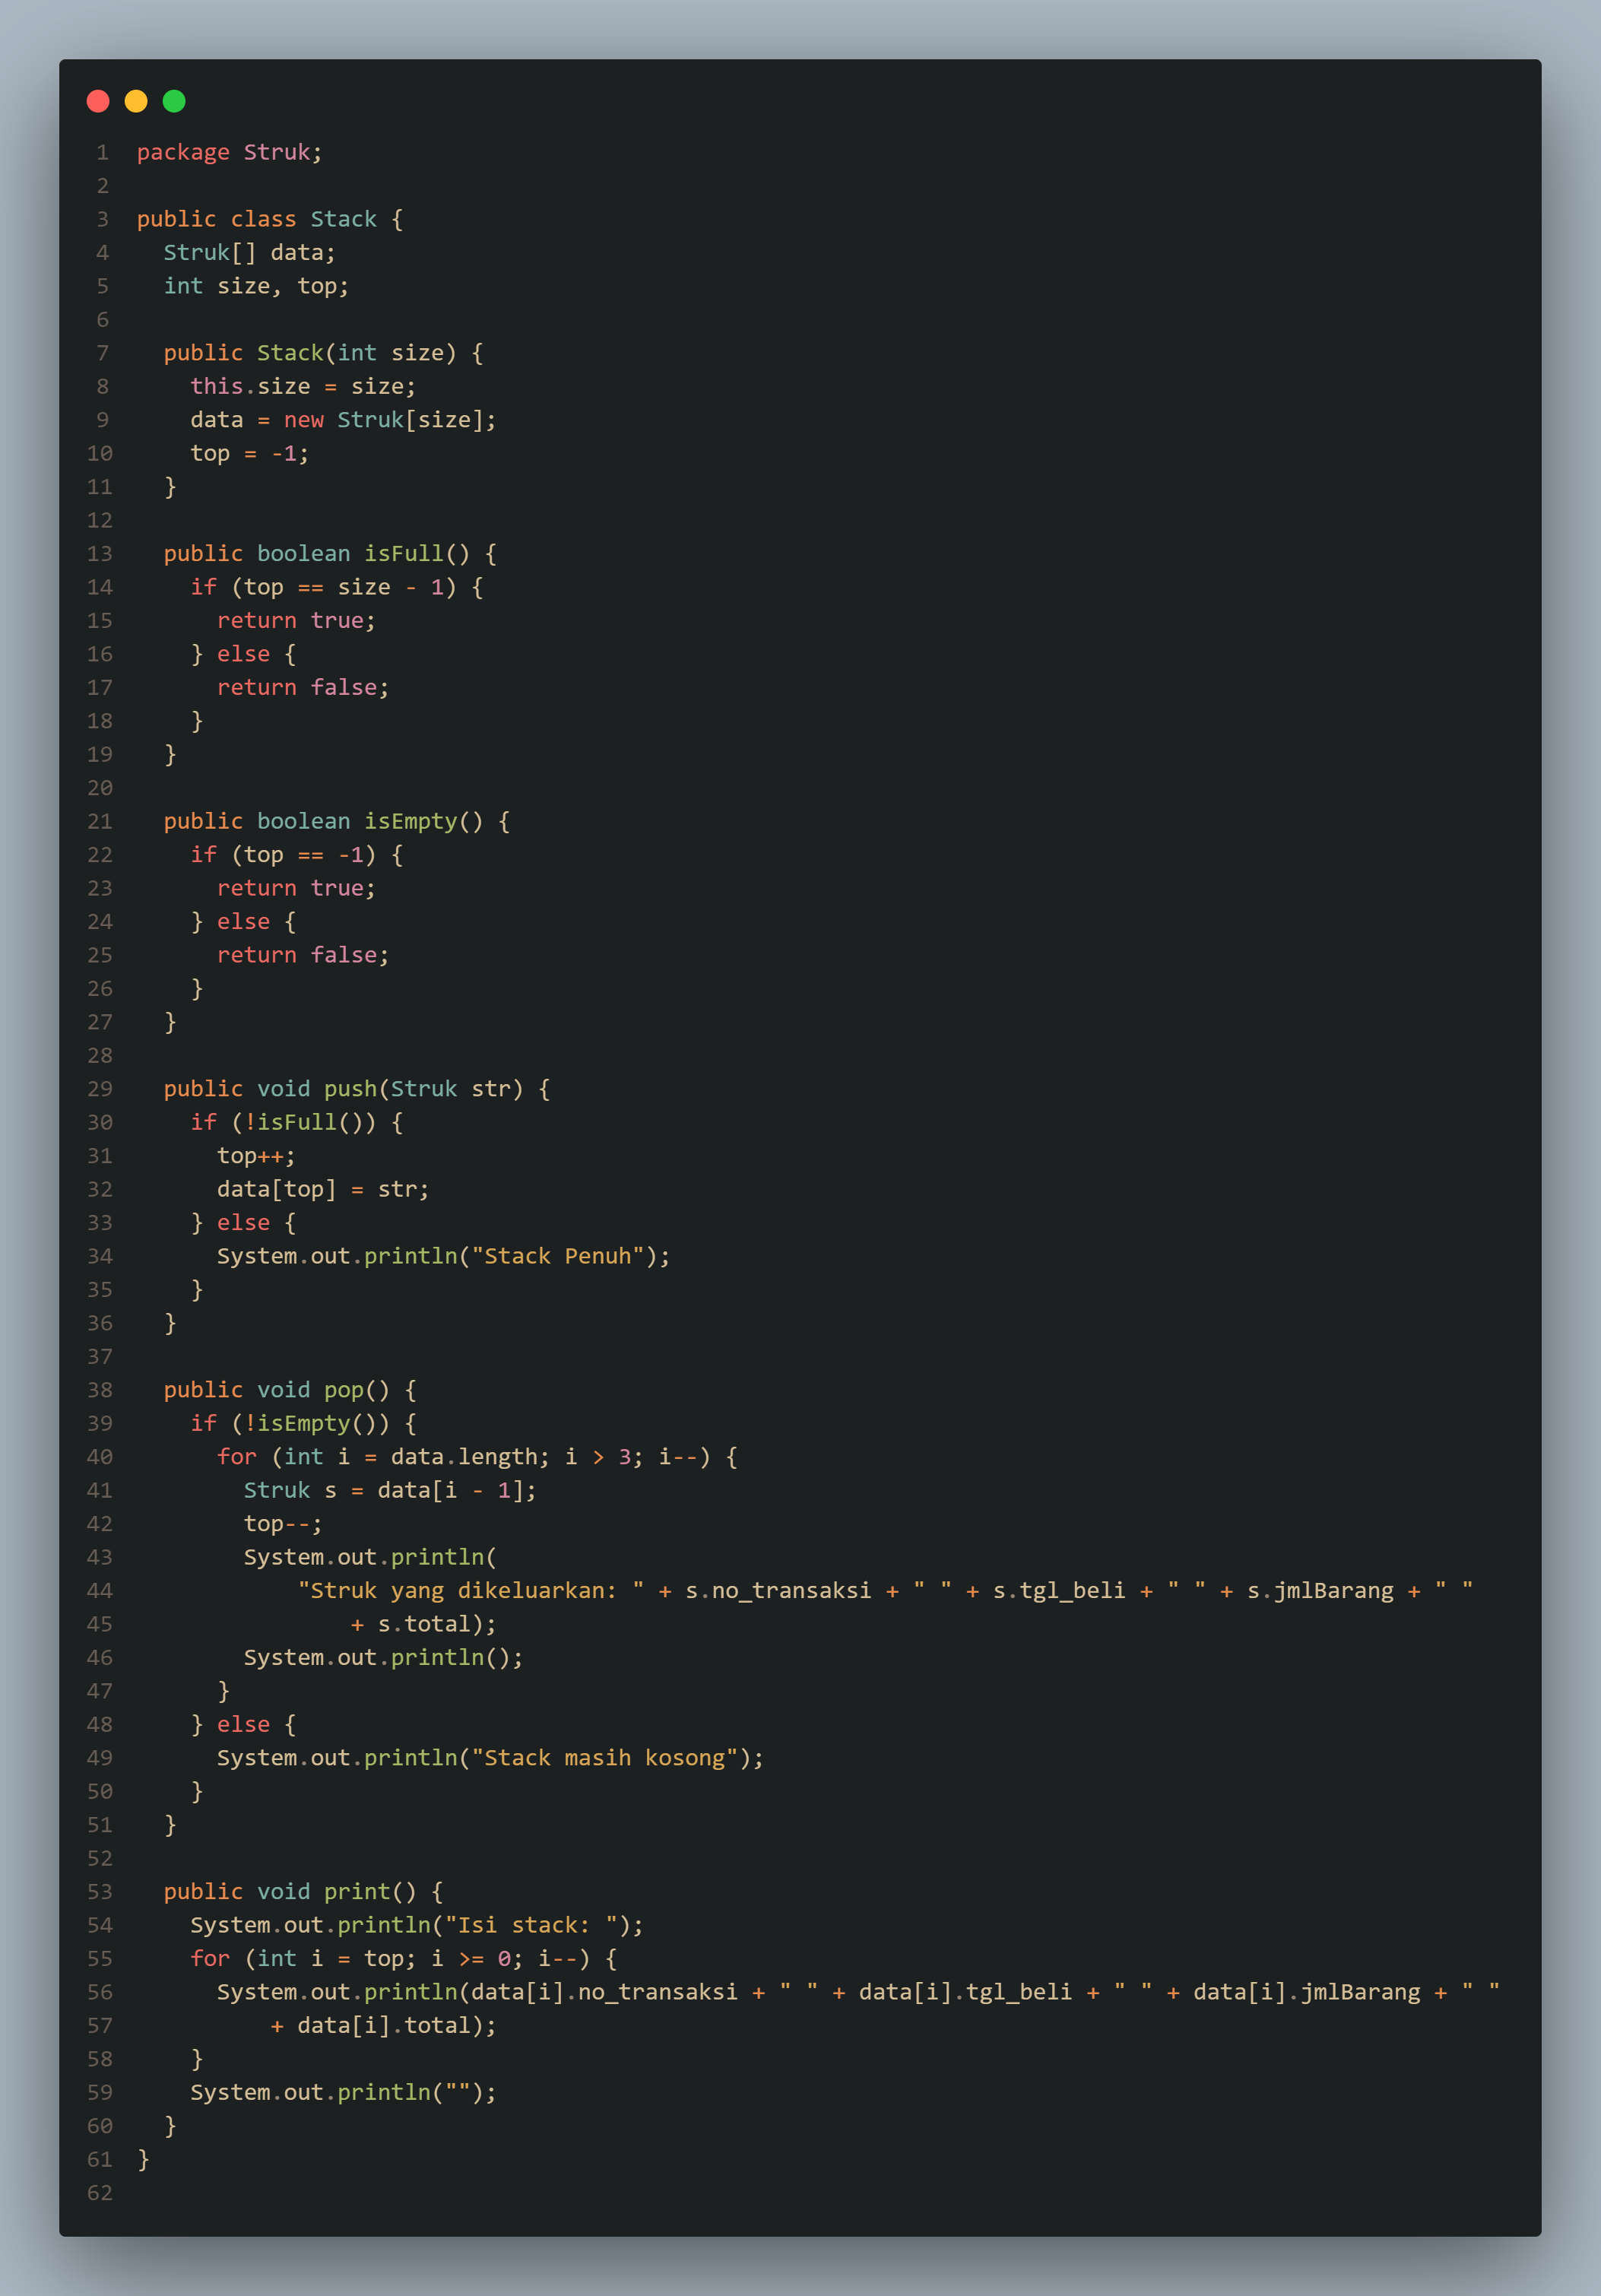 1 package Struk;
2
3 public class Stack {
4   Struk[] data;
5   int size, top;
6
7   public Stack(int size) {
8     this.size = size;
9     data = new Struk[size];
10     top = -1;
11   }
12
13   public boolean isFull() {
14     if (top == size - 1) {
15       return true;
16     } else {
17       return false;
18     }
19   }
20
21   public boolean isEmpty() {
22     if (top == -1) {
23       return true;
24     } else {
25       return false;
26     }
27   }
28
29   public void push(Struk str) {
30     if (!isFull()) {
31       top++;
32       data[top] = str;
33     } else {
34       System.out.println("Stack Penuh");
35     }
36   }
37
38   public void pop() {
39     if (!isEmpty()) {
40       for (int i = data.length; i > 3; i--) {
41         Struk s = data[i - 1];
42         top--;
43         System.out.println(
44             "Struk yang dikeluarkan: " + s.no_transaksi + " " + s.tgl_beli + " " + s.jmlBarang + " "
45                 + s.total);
46         System.out.println();
47       }
48     } else {
49       System.out.println("Stack masih kosong");
50     }
51   }
52
53   public void print() {
54     System.out.println("Isi stack: ");
55     for (int i = top; i >= 0; i--) {
56       System.out.println(data[i].no_transaksi + " " + data[i].tgl_beli + " " + data[i].jmlBarang + " "
57           + data[i].total);
58     }
59     System.out.println("");
60   }
61 }
62